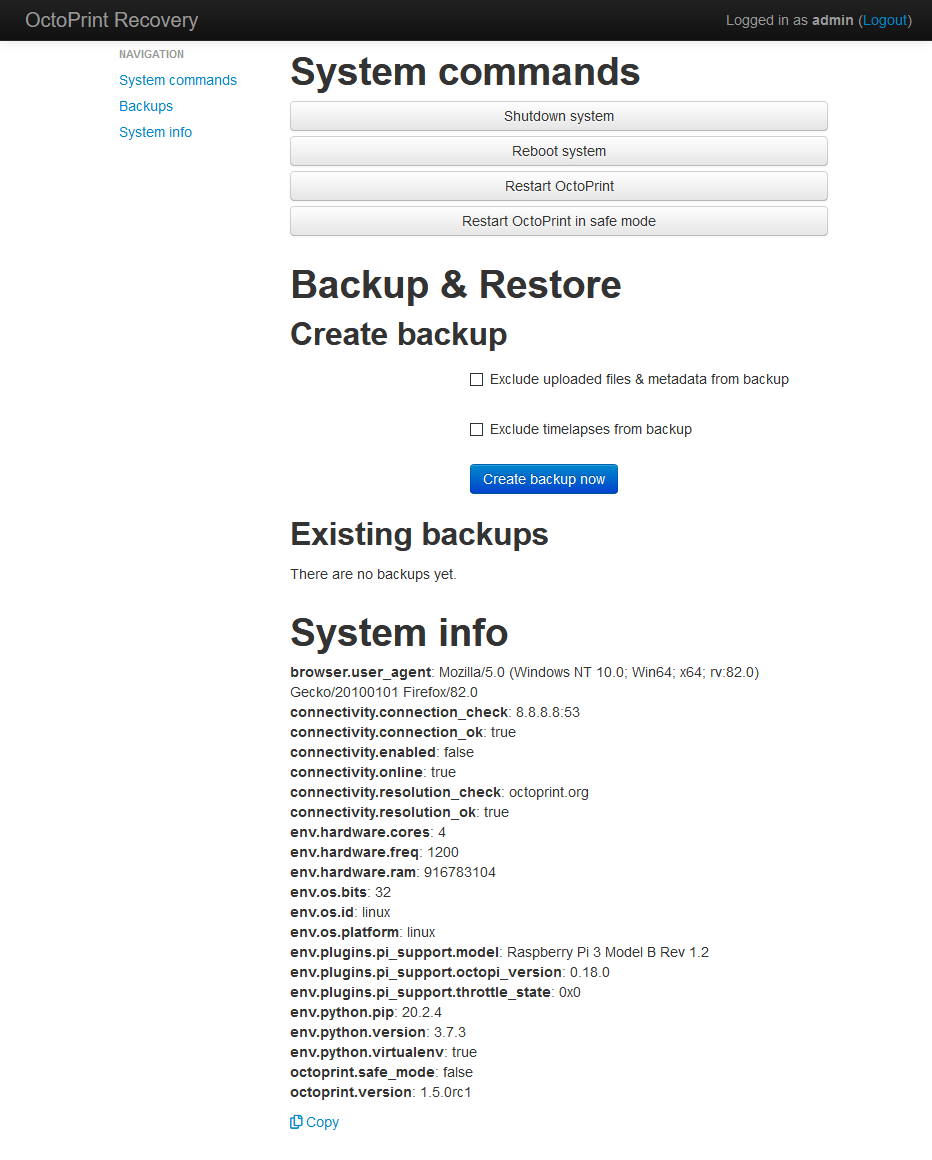 OctoPrint Recovery
Logged in as admin (Logout)
NAVIGATION
System commands
Backups
System info
System commands
Shutdown system
Reboot system
Restart OctoPrint
Restart OctoPrint in safe mode
Backup & Restore
Create backup
Exclude uploaded files & metadata from backup
Exclude timelapses from backup
Create backup now
Existing backups
There are no backups yet.
System info
browser.user_agent: Mozilla/5.0 (Windows NT 10.0; Win64; x64; rv:82.0)
Gecko/20100101 Firefox/82.0
connectivity.connection_check: 8.8.8.8:53
connectivity.connection_ok: true
connectivity.enabled: false
connectivity.online: true
connectivity.resolution_check: octoprint.org
connectivity.resolution_ok: true
env.hardware.cores: 4
env.hardware.freq: 1200
env.hardware.ram: 916783104
env.os.bits: 32
env.os.id: linux
env.os.platform: linux
env.plugins.pi_support.model: Raspberry Pi 3 Model B Rev 1.2
env.plugins.pi_support.octopi_version: 0.18.0
env.plugins.pi_support.throttle_state: 0x0
env.python.pip: 20.2.4
env.python.version: 3.7.3
env.python.virtualenv: true
octoprint.safe_mode: false
octoprint.version: 1.5.0rc1
Copy